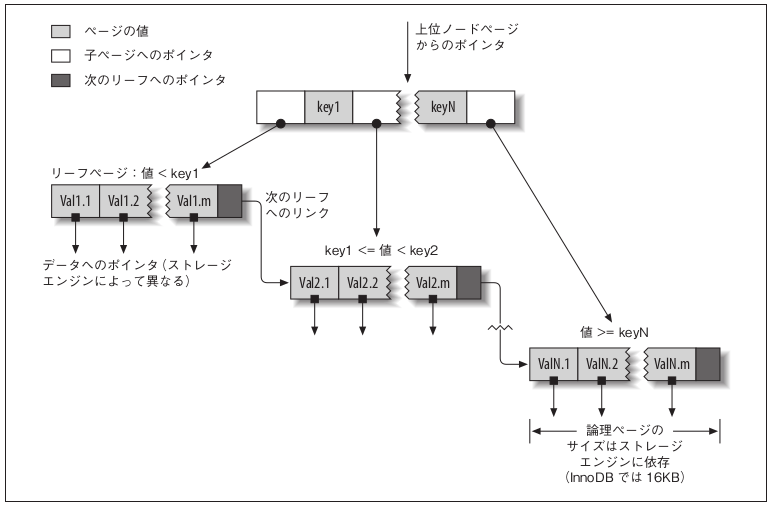 ページの値
子ページへのポインタ
次のリーフへのポインタ
上位ノードページ
からのポインタ
key1
keyN
リーフページ：値 < key1
Val1.1
Val1.2
Val1.m
次のリーフ
へのリンク
データへのポインタ（ストレージ
エンジンによって異なる）
key1 <= 値 < key2
Val2.1
Val2.2
Val2.m
値 >= keyN
ValN.1
ValN.2
ValN.m
論理ページの
サイズはストレージ
エンジンに依存
（InnoDB では 16KB）